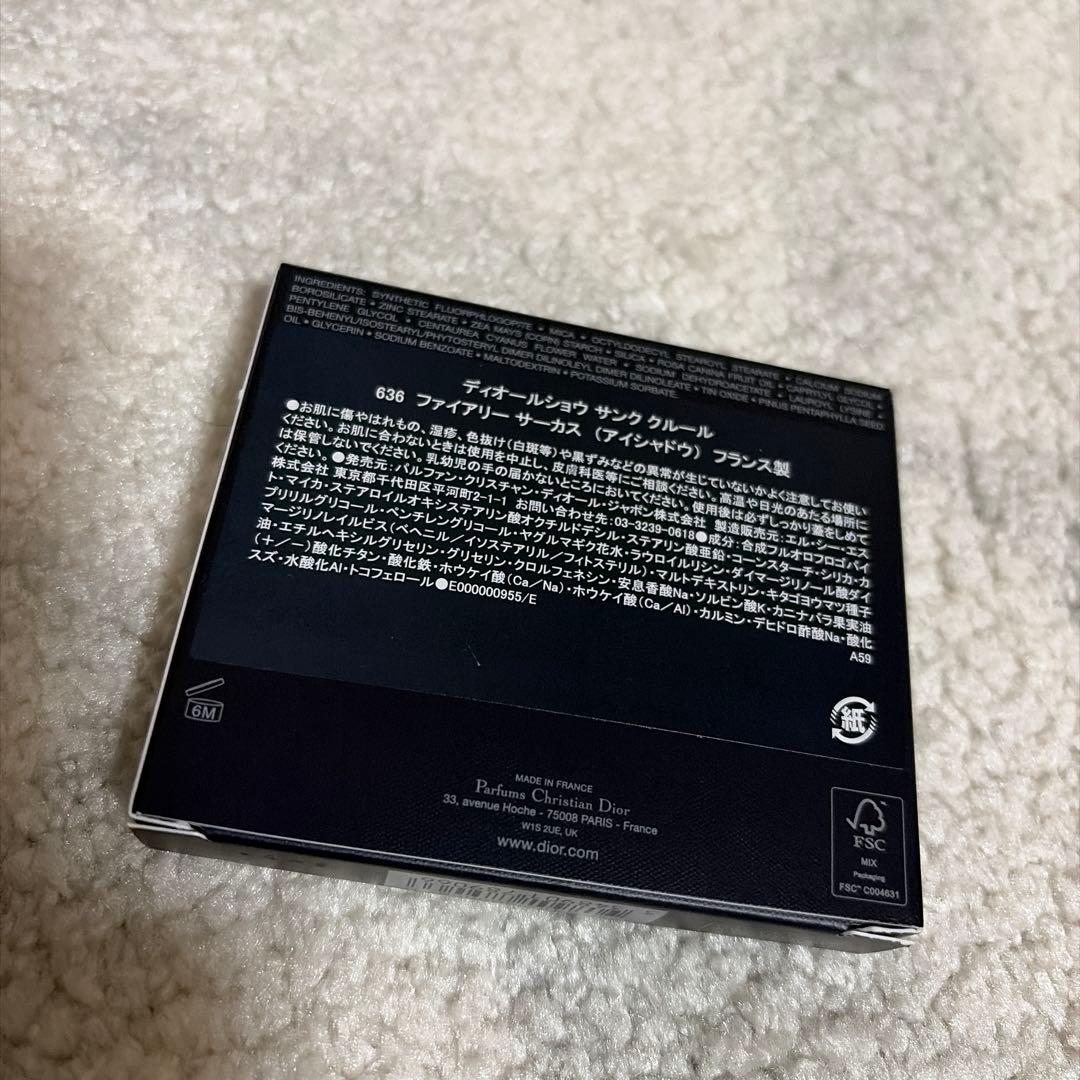 INGREDIENTS: SYNTHETIC FLUORPHLOGOPITE • MICA • OCTYLDODECYL STEAROYL STEARATE • CALCIUM SODIUM
BOROSILICATE • ZINC STEARATE • ZEA MAYS (CORN) STARCH • SILICA • ROSA CANINA FRUIT OIL • CAPRYLYL GLYCOL •
PENTYLENE GLYCOL • CENTAUREA CYANUS FLOWER WATER • SODIUM DEHYDROACETATE • LAUROYL LYSINE •
BIS-BEHENYL/ISOSTEARYL/PHYTOSTERYL DIMER DILINOLEYL DIMER DILINOLEATE • TIN OXIDE • PINUS PENTAPHYLLA SEED
OIL • GLYCERIN • SODIUM BENZOATE • MALTODEXTRIN • POTASSIUM SORBATE.
ディオールショウ サンク クルール
636 ファイアリー サーカス (アイシャドウ) フランス製
●お肌に傷やはれもの、湿疹、色抜け(白斑等)や黒ずみなどの異常が生じていないかよく注意してお使い
ください。お肌に合わないときは使用を中止し、皮膚科医等にご相談ください。高温や日光のあたる場所に
は保管しないでください。乳幼児の手の届かないところにおいてください。使用後は必ずしっかり蓋をしめて
ください。●発売元:パルファン・クリスチャン・ディオール・ジャポン株式会社 製造販売元:エル・シー・エス
株式会社 東京都千代田区平河町2-1-1 お問い合わせ先:03-3239-0618●成分:合成フルオロフロゴパイ
ト・マイカ・ステアロイルオキシステアリン酸オクチルドデシル・ステアリン酸亜鉛・コーンスターチ・シリカ・カ
プリリルグリコール・ペンチレングリコール・ヤグルマギク花水・ラウロイルリシン・ダイマージリノール酸ダイ
マージリノレイルビス(ベヘニル/イソステアリル/フィトステリル)・マルトデキストリン・キタゴヨウマツ種子
油・エチルヘキシルグリセリン・グリセリン・クロルフェネシン・安息香酸Na・ソルビン酸K・カニナバラ果実油
(+/-)酸化チタン・酸化鉄・ホウケイ酸(Ca/Na)・ホウケイ酸(Ca/Al)・カルミン・デヒドロ酢酸Na・酸化
スズ・水酸化Al・トコフェロール●E000000955/E
A59
6M
紙
MADE IN FRANCE
Parfums Christian Dior
33, avenue Hoche - 75008 PARIS - France
W1S 2UE, UK
www.dior.com
FSC
MIX
Packaging
FSC™ C004631